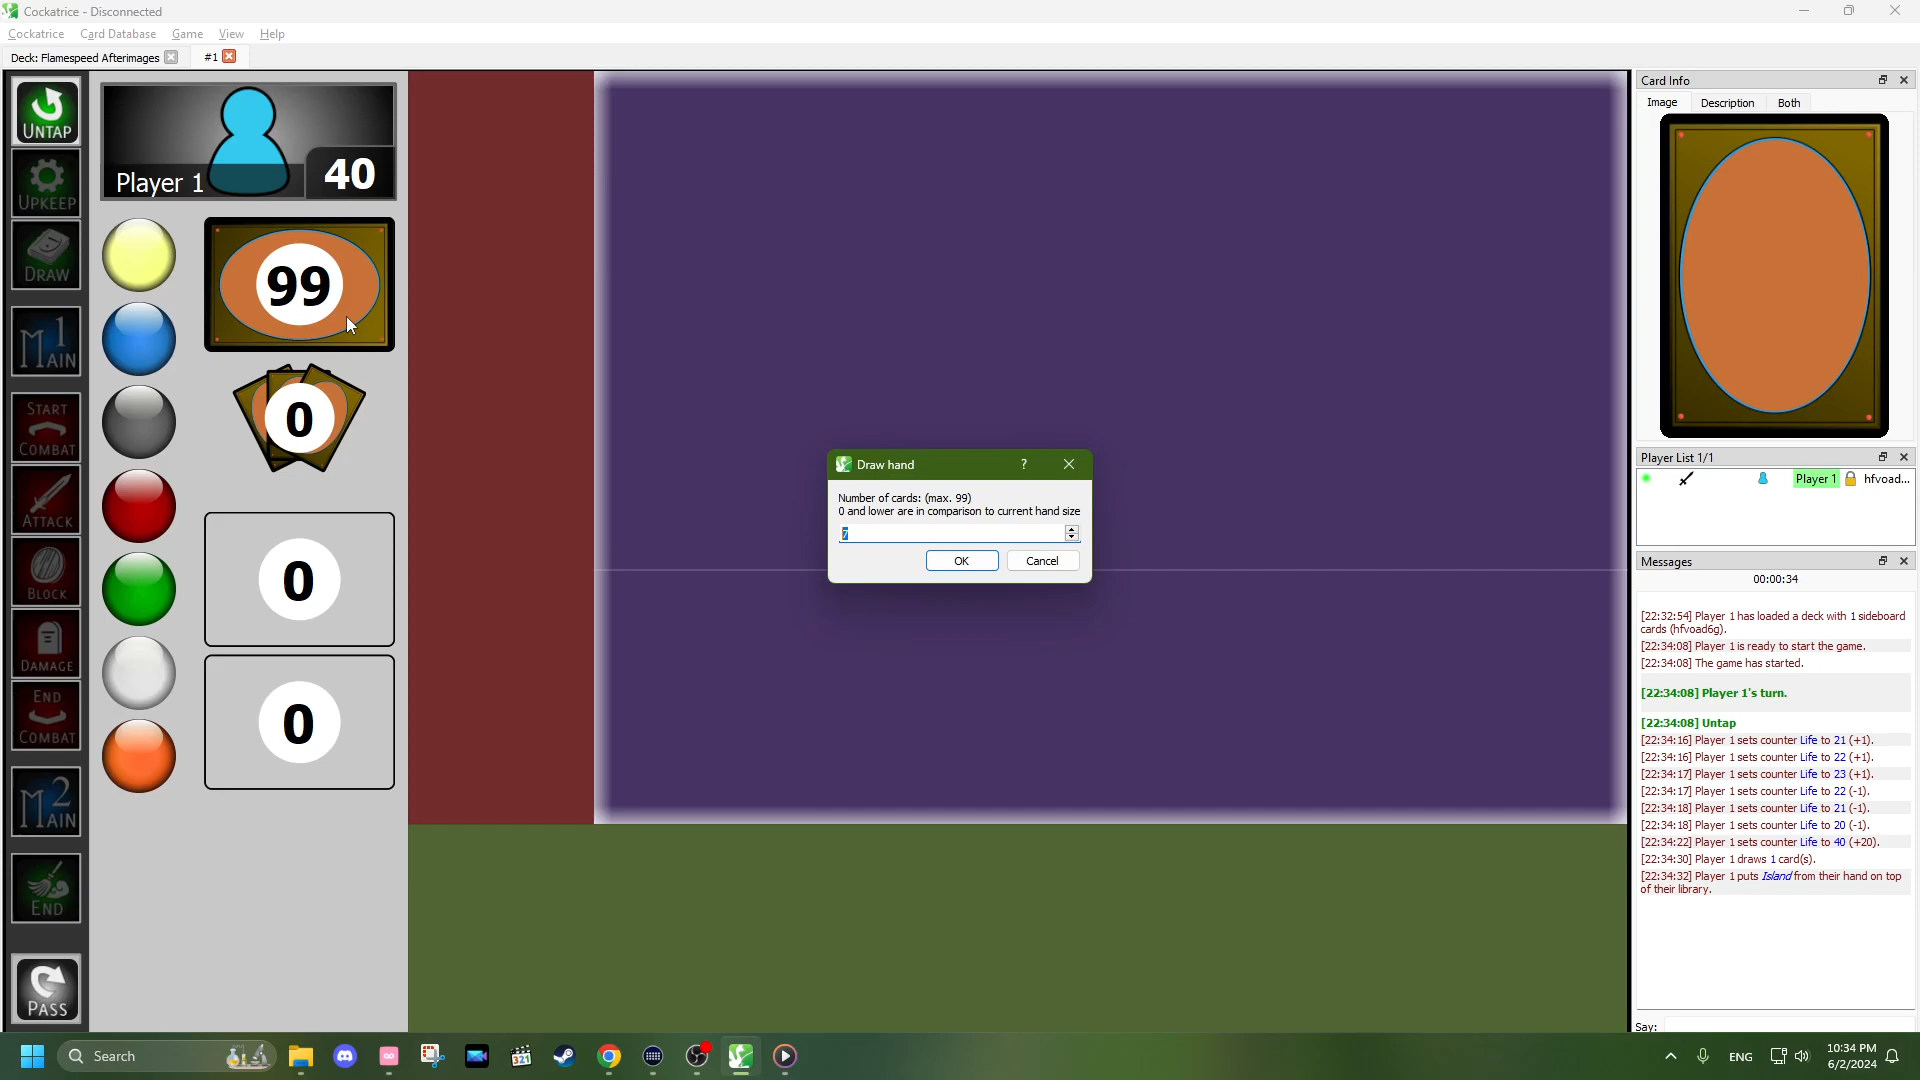 Cockatrice - Disconnected
Cockatrice Card Database Game View Help
Deck: Flamespeed Afterimages #1
UNTAP
UPKEEP
DRAW
M1 MAIN
START COMBAT
ATTACK
BLOCK
DAMAGE
END COMBAT
M2 MAIN
END
PASS
Player 1 40
99
0
0
0
Draw hand ?
Number of cards: (max. 99)
0 and lower are in comparison to current hand size
7
OK Cancel
Card Info
Image Description Both
Player List 1/1
Player 1 hfvoad...
Messages
00:00:34
[22:32:54] Player 1 has loaded a deck with 1 sideboard
cards (hfvoad6g).
[22:34:08] Player 1 is ready to start the game.
[22:34:08] The game has started.
[22:34:08] Player 1's turn.
[22:34:08] Untap
[22:34:16] Player 1 sets counter Life to 21 (+1).
[22:34:16] Player 1 sets counter Life to 22 (+1).
[22:34:17] Player 1 sets counter Life to 23 (+1).
[22:34:17] Player 1 sets counter Life to 22 (-1).
[22:34:18] Player 1 sets counter Life to 21 (-1).
[22:34:18] Player 1 sets counter Life to 20 (-1).
[22:34:22] Player 1 sets counter Life to 40 (+20).
[22:34:30] Player 1 draws 1 card(s).
[22:34:32] Player 1 puts Island from their hand on top
of their library.
Say:
Search
321
ENG
10:34 PM
6/2/2024